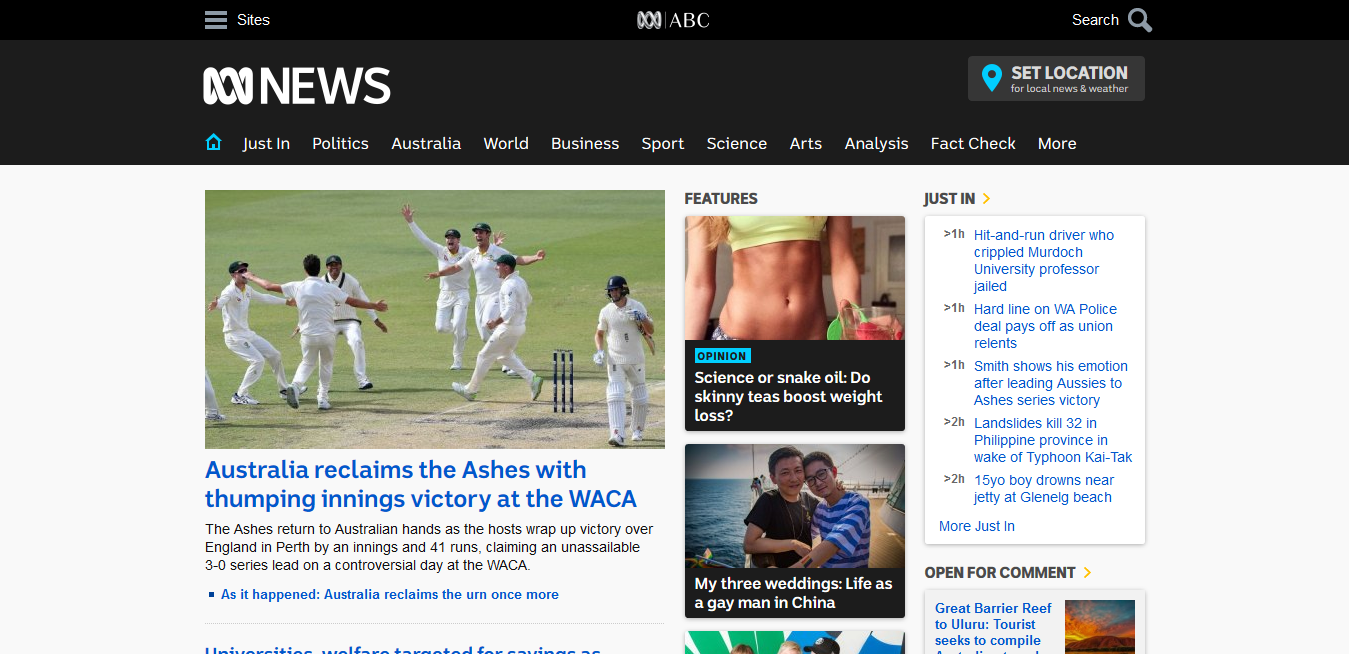 Sites
ABC
Search
NEWS
SET LOCATION
for local news & weather
Just In Politics Australia World Business Sport Science Arts Analysis Fact Check More
Australia reclaims the Ashes with
thumping innings victory at the WACA
The Ashes return to Australian hands as the hosts wrap up victory over
England in Perth by an innings and 41 runs, claiming an unassailable
3-0 series lead on a controversial day at the WACA.
As it happened: Australia reclaims the urn once more
Universities, welfare targeted for savings as
FEATURES
OPINION
Science or snake oil: Do
skinny teas boost weight
loss?
My three weddings: Life as
a gay man in China
JUST IN
>1h Hit-and-run driver who
crippled Murdoch
University professor
jailed
>1h Hard line on WA Police
deal pays off as union
relents
>1h Smith shows his emotion
after leading Aussies to
Ashes series victory
>2h Landslides kill 32 in
Philippine province in
wake of Typhoon Kai-Tak
>2h 15yo boy drowns near
jetty at Glenelg beach
More Just In
OPEN FOR COMMENT
Great Barrier Reef
to Uluru: Tourist
seeks to compile